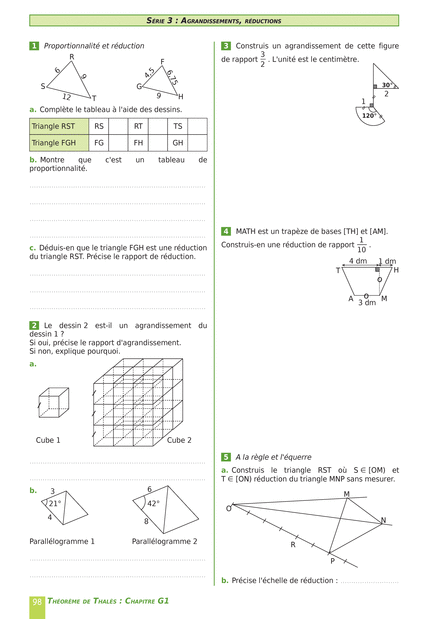 SÉRIE 3 : AGRANDISSEMENTS, RÉDUCTIONS
1 Proportionnalité et réduction
R
6
9
S
12
T
F
4,5
6,75
G
9
H
a. Complète le tableau à l'aide des dessins.
Triangle RST RS RT TS
Triangle FGH FG FH GH
b. Montre que c'est un tableau de
proportionnalité.
c. Déduis-en que le triangle FGH est une réduction
du triangle RST. Précise le rapport de réduction.
2 Le dessin 2 est-il un agrandissement du
dessin 1 ?
Si oui, précise le rapport d'agrandissement.
Si non, explique pourquoi.
a.
Cube 1
Cube 2
b.
3
21°
4
6
42°
8
Parallélogramme 1
Parallélogramme 2
3 Construis un agrandissement de cette figure
de rapport 3/2 . L'unité est le centimètre.
30°
2
1
120°
4 MATH est un trapèze de bases [TH] et [AM].
Construis-en une réduction de rapport 1/10 .
4 dm
1 dm
T
H
A
M
3 dm
5 A la règle et l'équerre
a. Construis le triangle RST où S ∈ [OM) et
T ∈ [ON) réduction du triangle MNP sans mesurer.
M
O
N
R
P
b. Précise l'échelle de réduction :
98 THÉORÈME DE THALÈS : CHAPITRE G1